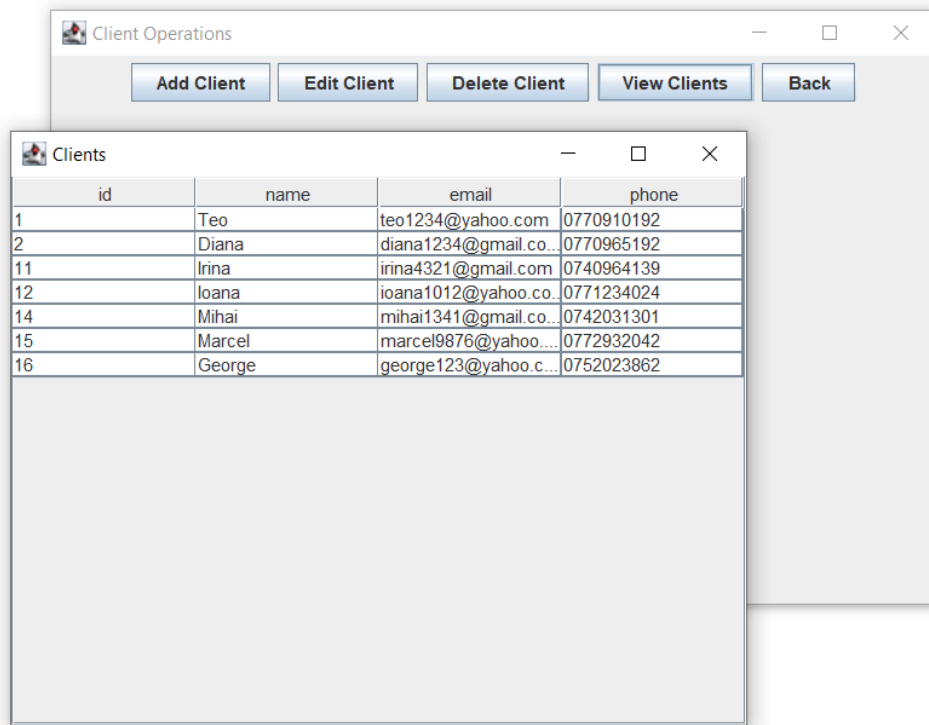 Client Operations
Add Client Edit Client Delete Client View Clients Back
Clients
id name email phone
1 Teo teo1234@yahoo.com 0770910192
2 Diana diana1234@gmail.co... 0770965192
11 Irina irina4321@gmail.com 0740964139
12 Ioana ioana1012@yahoo.co... 0771234024
14 Mihai mihai1341@gmail.co... 0742031301
15 Marcel marcel9876@yahoo.... 0772932042
16 George george123@yahoo.c... 0752023862